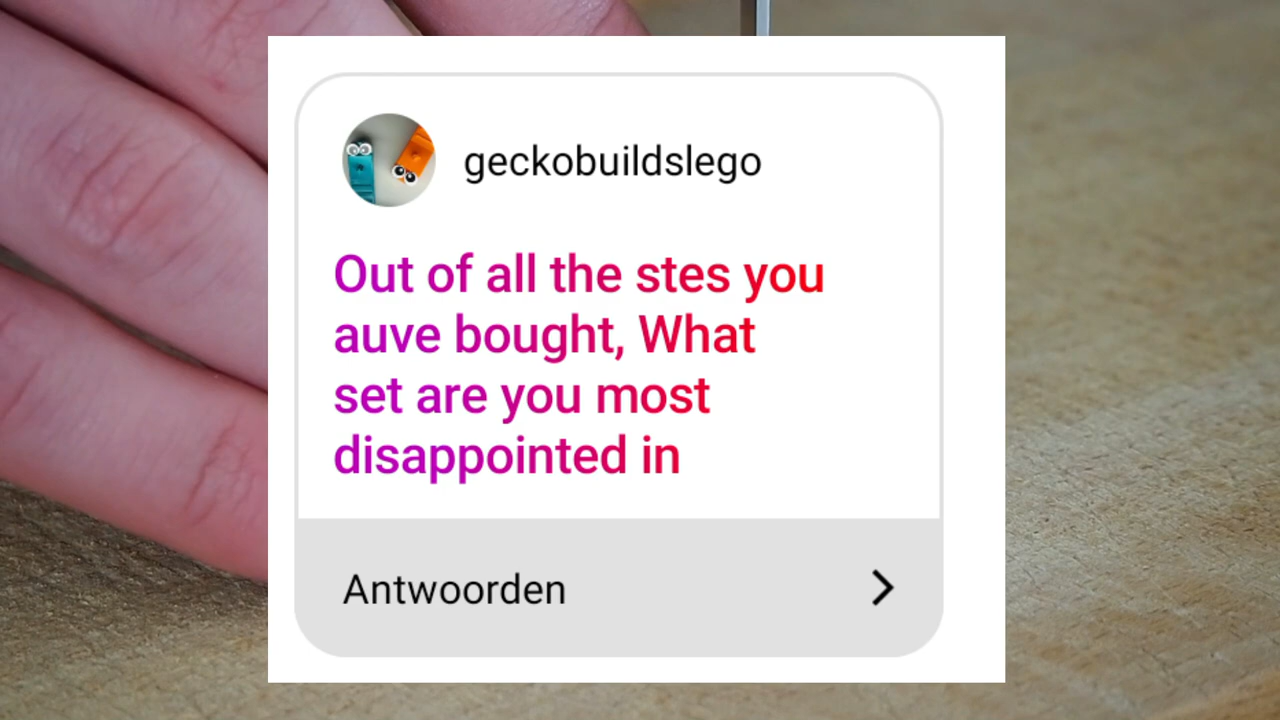 geckobuildslego
Out of all the stes you
auve bought, What
set are you most
disappointed in
Antwoorden